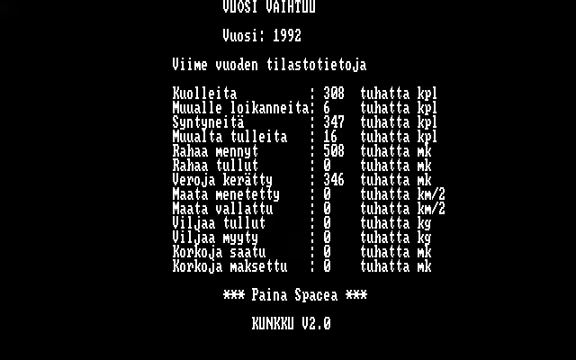 VUOSI VAIHTUU
Vuosi: 1992
Viime vuoden tilastotietoja
Kuolleita : 308 tuhatta kpl
Muualle loikanneita: 6 tuhatta kpl
Syntyneitä : 347 tuhatta kpl
Muualta tulleita : 16 tuhatta kpl
Rahaa mennyt : 508 tuhatta mk
Rahaa tullut : 0 tuhatta mk
Veroja kerätty : 346 tuhatta mk
Maata menetetty : 0 tuhatta km/2
Maata vallattu : 0 tuhatta km/2
Viljaa tullut : 0 tuhatta kg
Viljaa myyty : 0 tuhatta kg
Korkoja saatu : 0 tuhatta mk
Korkoja maksettu : 0 tuhatta mk
*** Paina Spacea ***
KUNKKU V2.0